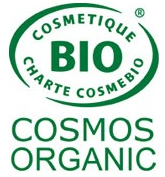 COSMETIQUE
®
BIO
CHARTE COSMEBIO
COSMOS
ORGANIC